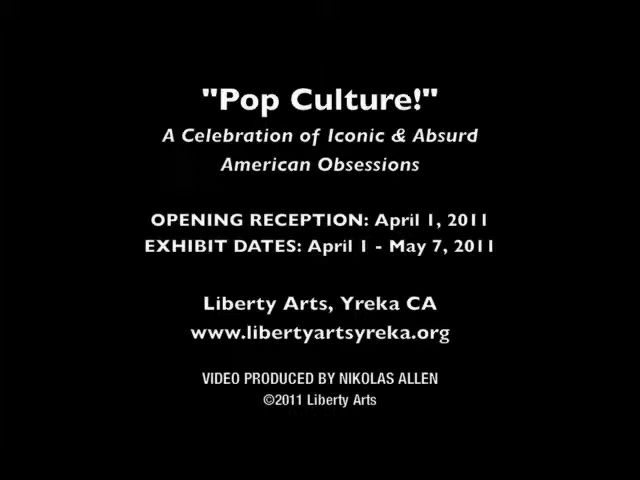 "Pop Culture!"
A Celebration of Iconic & Absurd
American Obsessions
OPENING RECEPTION: April 1, 2011
EXHIBIT DATES: April 1 - May 7, 2011
Liberty Arts, Yreka CA
www.libertyartsyreka.org
VIDEO PRODUCED BY NIKOLAS ALLEN
©2011 Liberty Arts